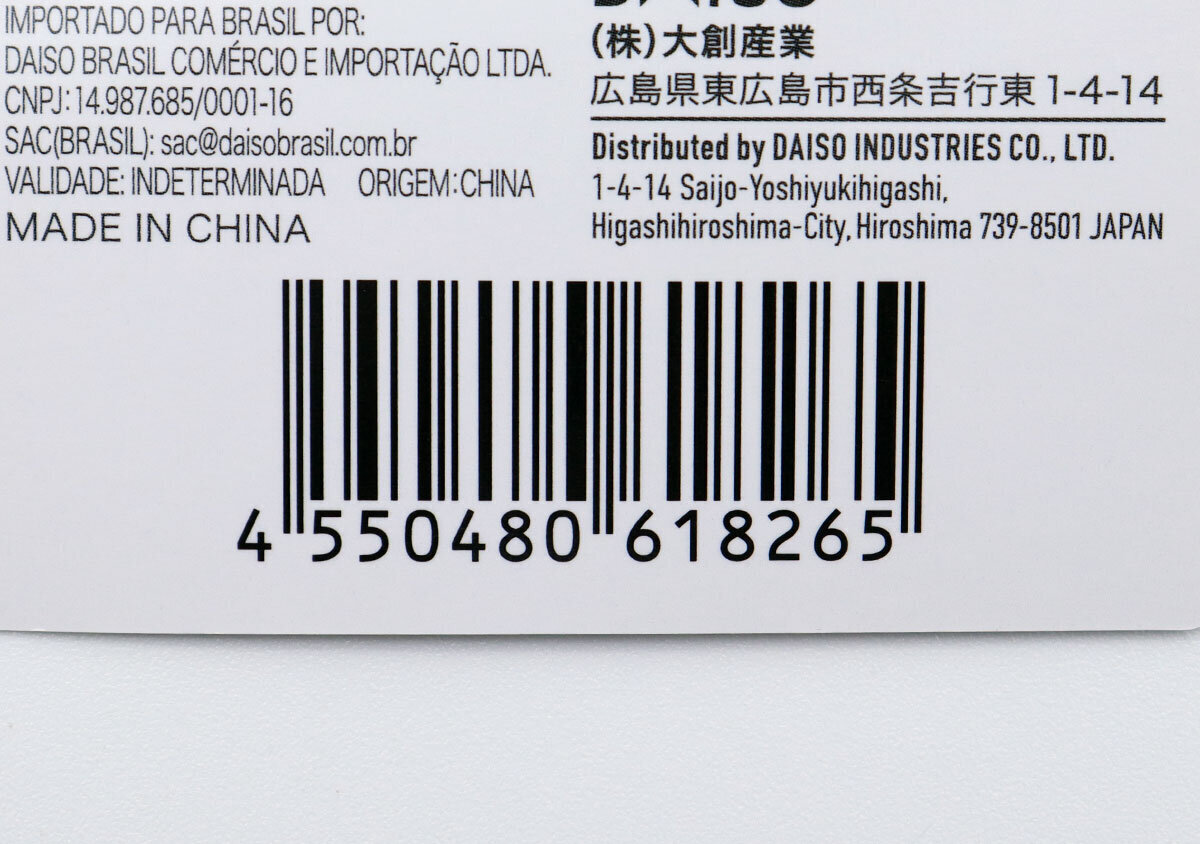 IMPORTADO PARA BRASIL POR:
DAISO BRASIL COMÉRCIO E IMPORTAÇÃO LTDA.
CNPJ: 14.987.685/0001-16
SAC(BRASIL): sac@daisobrasil.com.br
VALIDADE: INDETERMINADA ORIGEM:CHINA
MADE IN CHINA
(株)大創産業
広島県東広島市西条吉行東 1-4-14
Distributed by DAISO INDUSTRIES CO., LTD.
1-4-14 Saijo-Yoshiyukihigashi,
Higashihiroshima-City, Hiroshima 739-8501 JAPAN
4 550480 618265